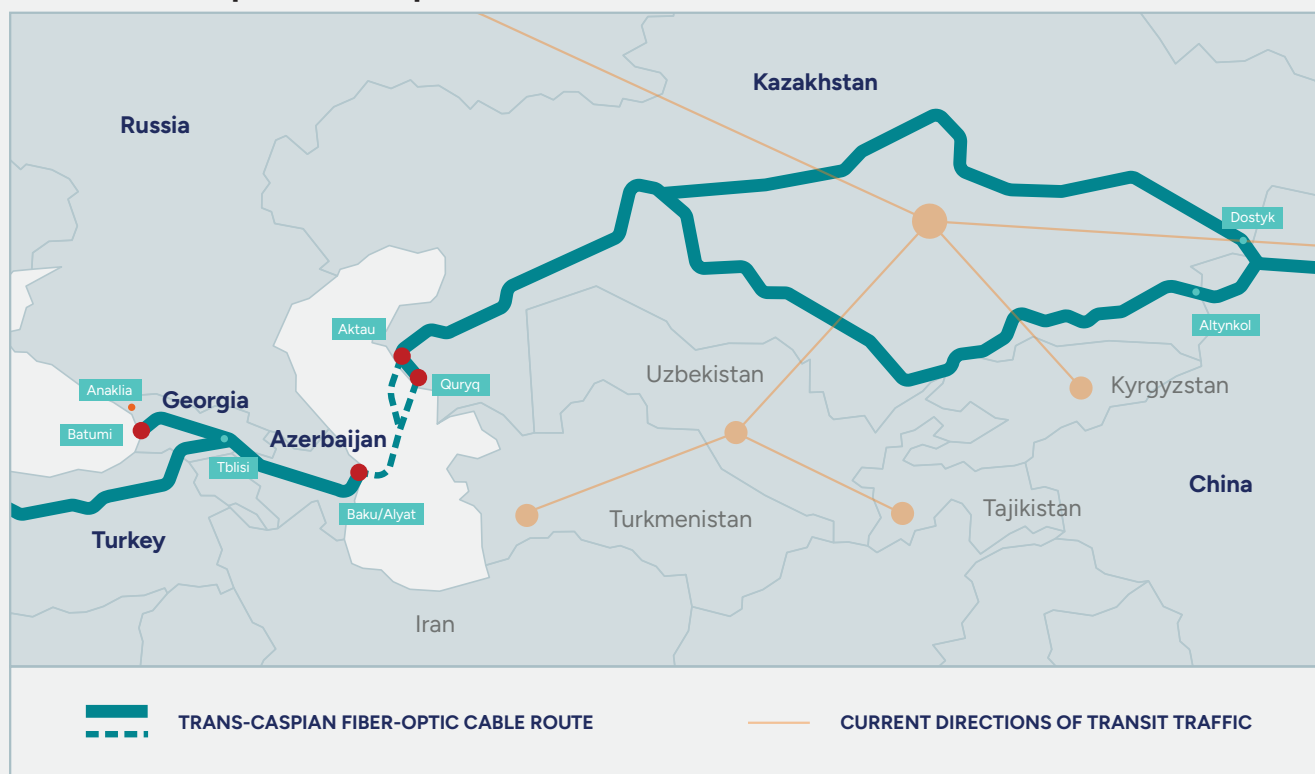 Kazakhstan
Russia
Dostyk
Aktau
Altynkol
Uzbekistan
Quryq
Kyrgyzstan
Anaklia
Georgia
Batumi
Azerbaijan
Tblisi
China
Baku/Alyat
Tajikistan
Turkmenistan
Turkey
Iran
TRANS-CASPIAN FIBER-OPTIC CABLE ROUTE
CURRENT DIRECTIONS OF TRANSIT TRAFFIC